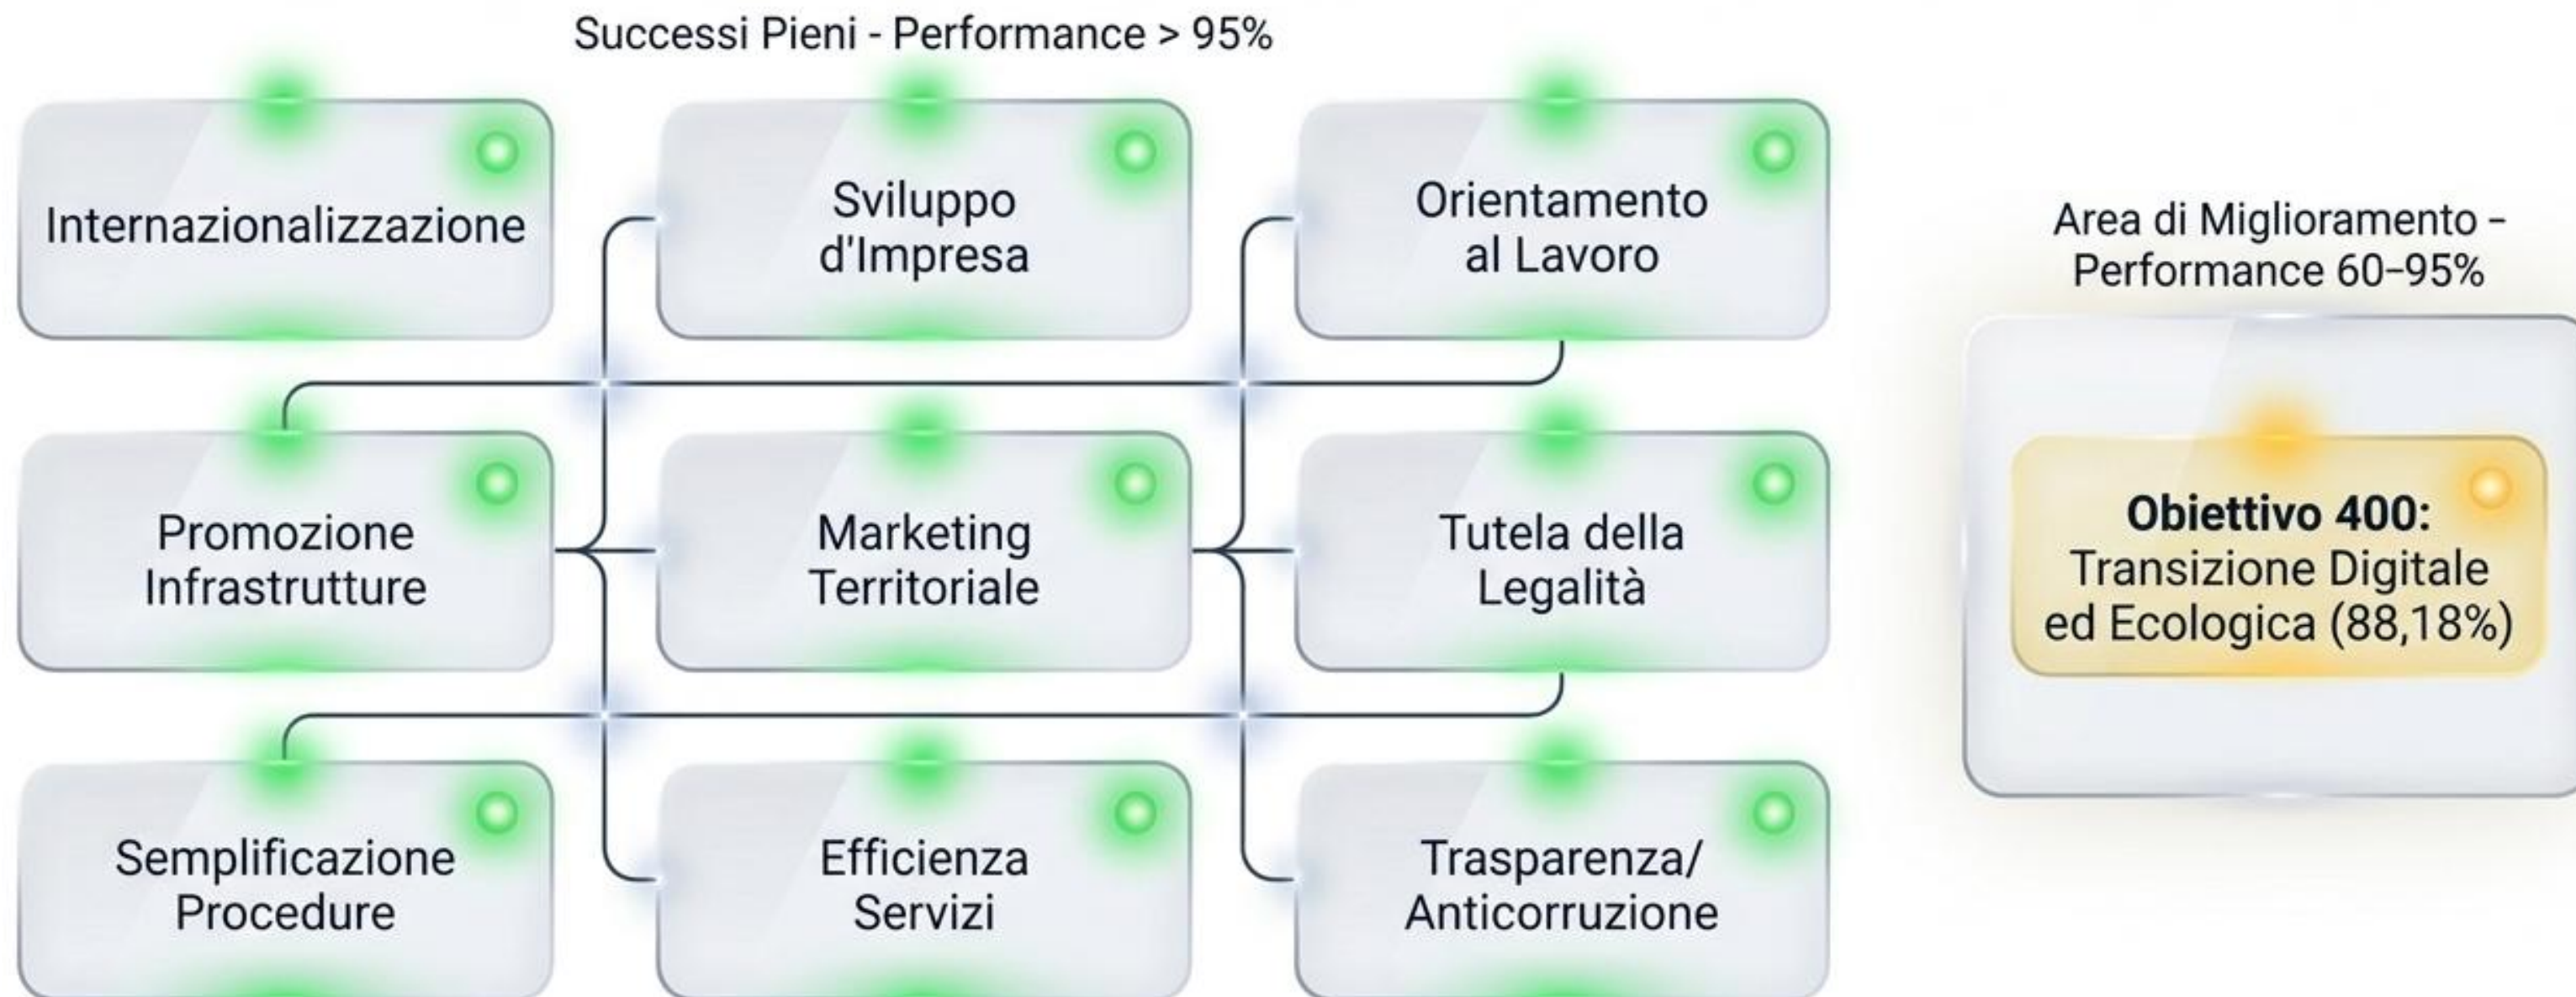 Successi Pieni - Performance > 95%
Internazionalizzazione
Sviluppo
d'Impresa
Orientamento
al Lavoro
Promozione
Infrastrutture
Marketing
Territoriale
Tutela della
Legalità
Semplificazione
Procedure
Efficienza
Servizi
Trasparenza/
Anticorruzione
Area di Miglioramento –
Performance 60–95%
Obiettivo 400:
Transizione Digitale
ed Ecologica (88,18%)